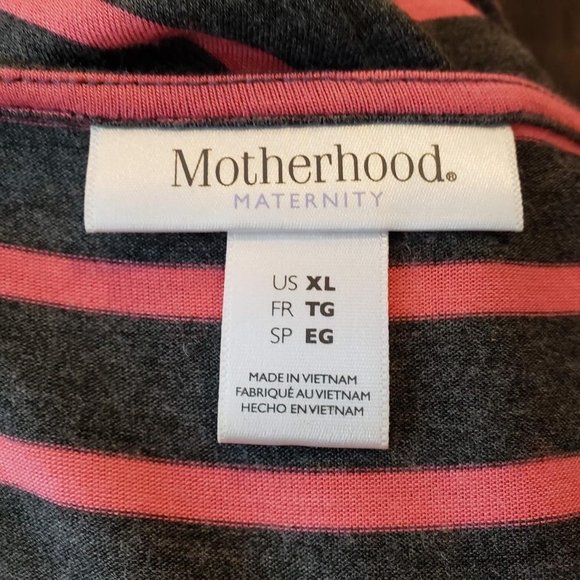 Motherhood®
MATERNITY
US XL
FR TG
SP EG
MADE IN VIETNAM
FABRIQUÉ AU VIETNAM
HECHO EN VIETNAM